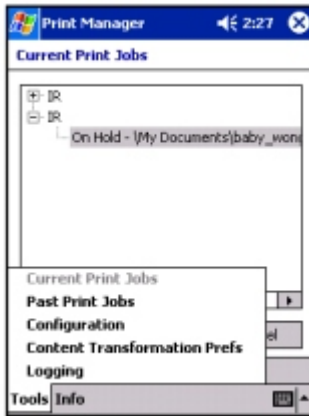 Print Manager 2:27
Current Print Jobs
IR
IR
On Hold - \My Documents\baby_wong
Current Print Jobs
Past Print Jobs
Configuration
el
Content Transformation Prefs
Logging
Tools Info